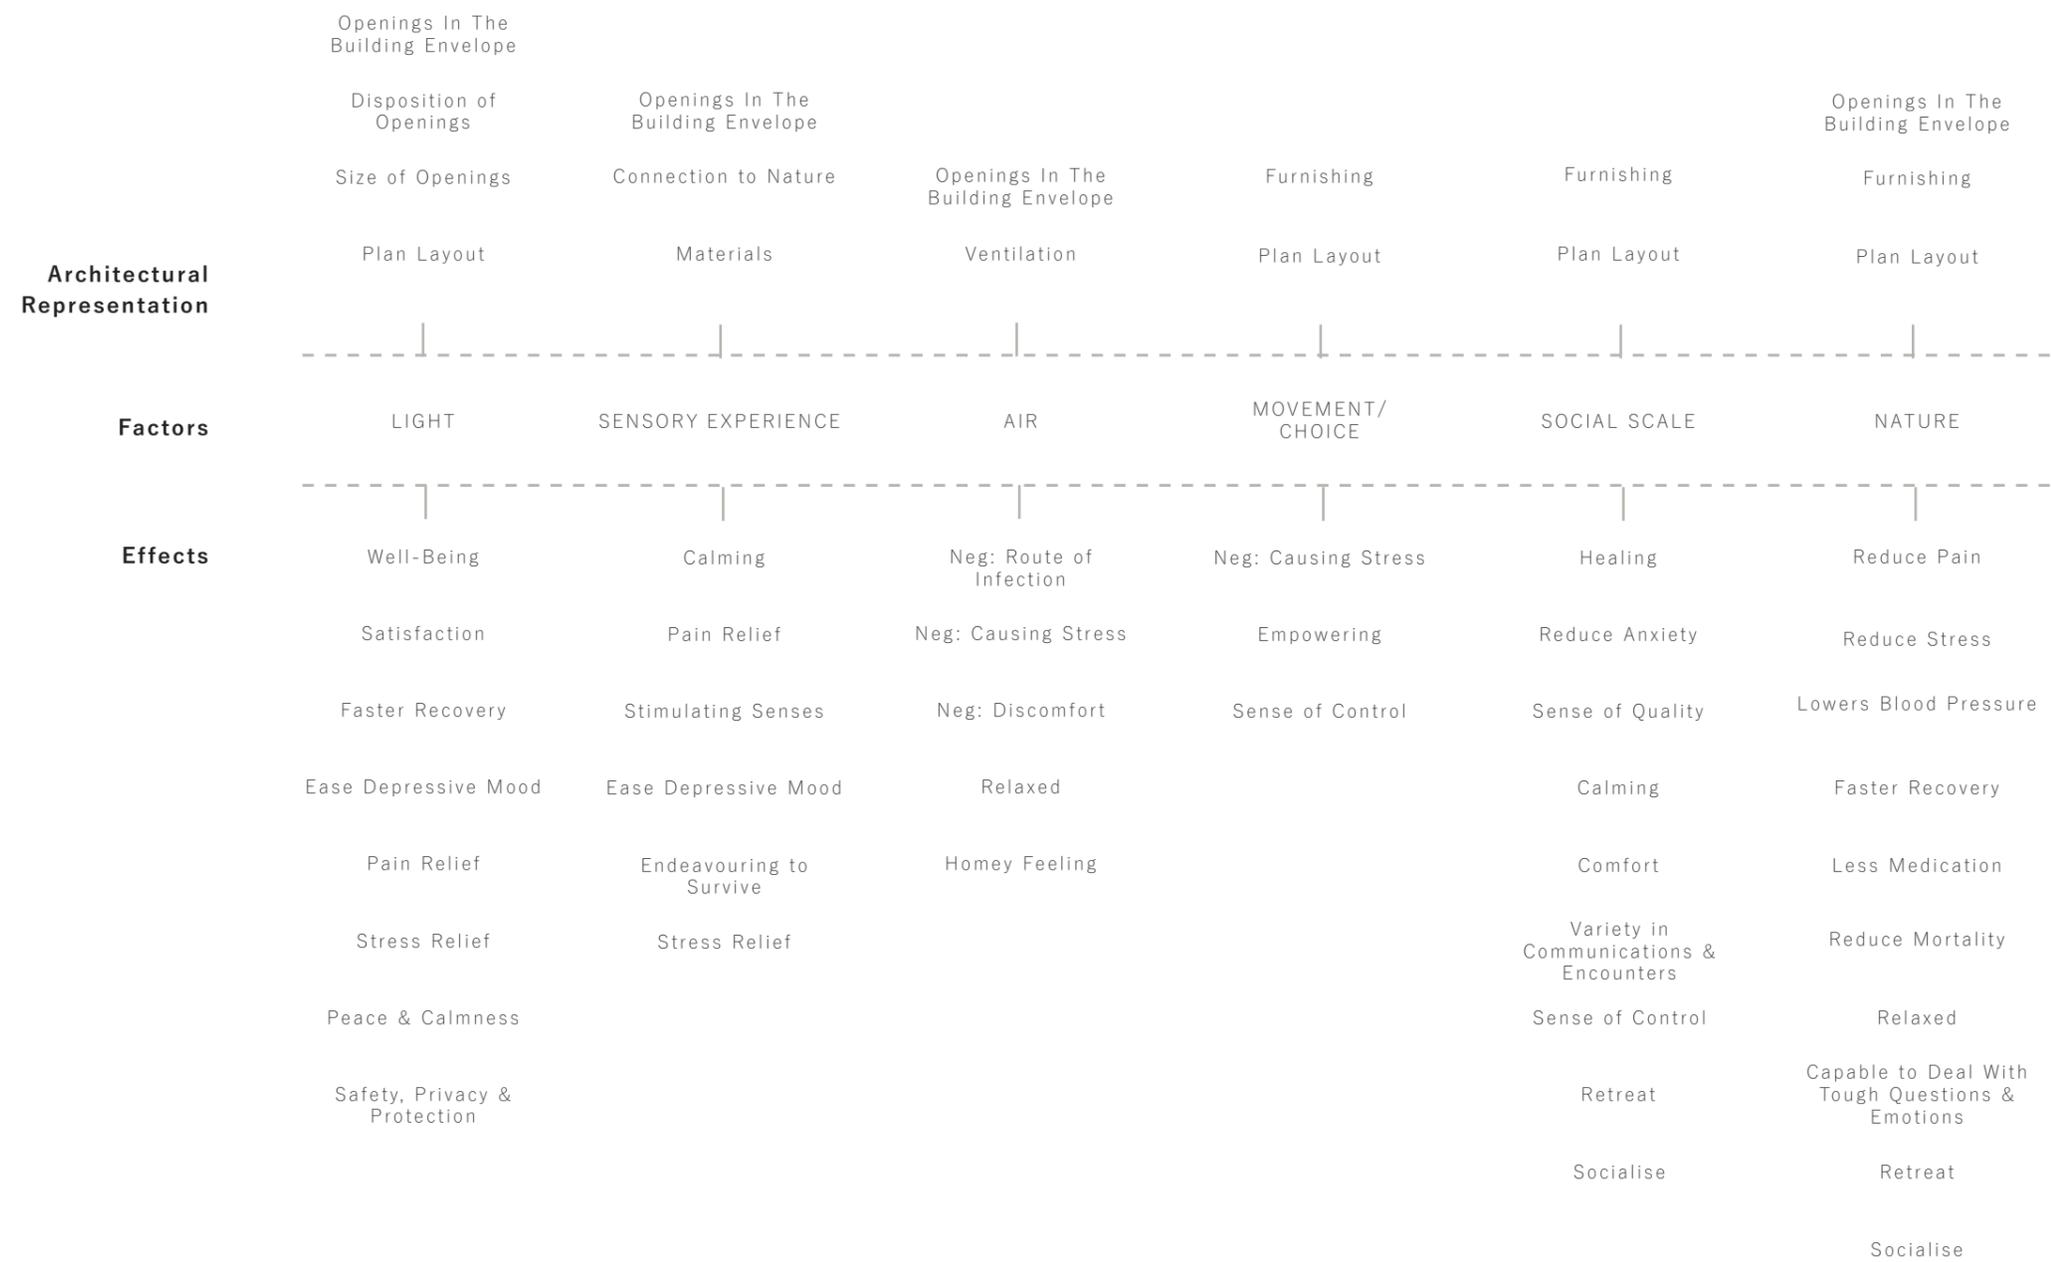 Openings In The
Building Envelope
Disposition of
Openings
Size of Openings
Plan Layout
Openings In The
Building Envelope
Connection to Nature
Materials
Openings In The
Building Envelope
Ventilation
Furnishing
Plan Layout
Furnishing
Plan Layout
Openings In The
Building Envelope
Furnishing
Plan Layout
Architectural
Representation
Factors
LIGHT
SENSORY EXPERIENCE
AIR
MOVEMENT/
CHOICE
SOCIAL SCALE
NATURE
Effects
Well-Being
Satisfaction
Faster Recovery
Ease Depressive Mood
Pain Relief
Stress Relief
Peace & Calmness
Safety, Privacy &
Protection
Calming
Pain Relief
Stimulating Senses
Ease Depressive Mood
Endeavouring to
Survive
Stress Relief
Neg: Route of
Infection
Neg: Causing Stress
Neg: Discomfort
Relaxed
Homey Feeling
Neg: Causing Stress
Empowering
Sense of Control
Healing
Reduce Anxiety
Sense of Quality
Calming
Comfort
Variety in
Communications &
Encounters
Sense of Control
Retreat
Socialise
Reduce Pain
Reduce Stress
Lowers Blood Pressure
Faster Recovery
Less Medication
Reduce Mortality
Relaxed
Capable to Deal With
Tough Questions &
Emotions
Retreat
Socialise